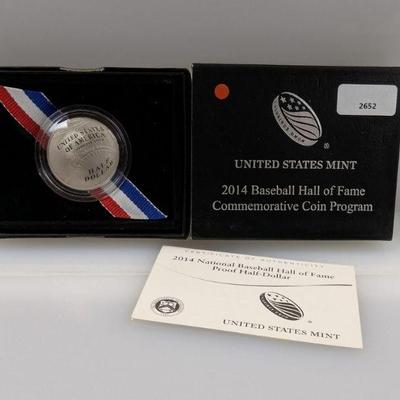 UNITED STATES
OF AMERICA
HALF
DOLLAR
2652
UNITED STATES MINT
2014 Baseball Hall of Fame
Commemorative Coin Program
CERTIFICATE OF AUTHENTICITY
2014 National Baseball Hall of Fame
Proof Half-Dollar
UNITED STATES MINT